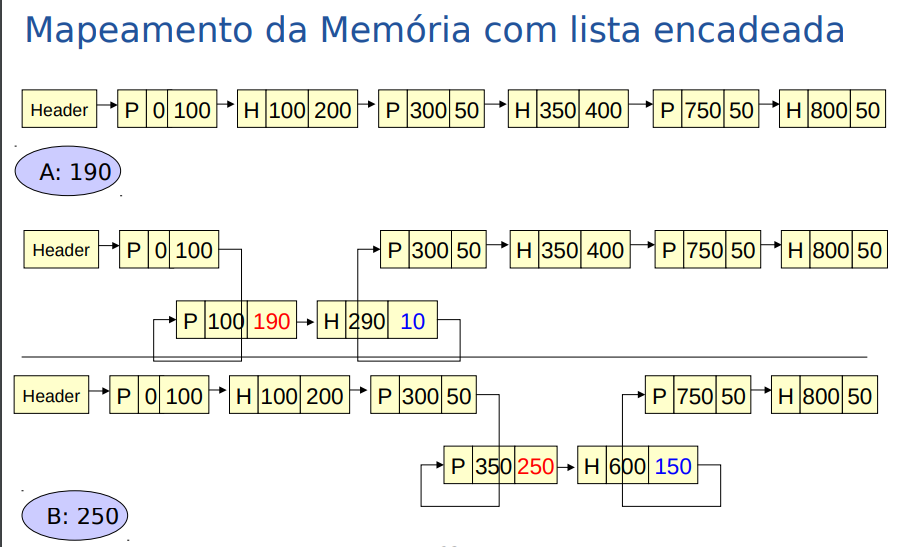 Mapeamento da Memória com lista encadeada
Header P 0 100 H 100 200 P 300 50 H 350 400 P 750 50 H 800 50
A: 190
Header P 0 100 P 300 50 H 350 400 P 750 50 H 800 50
P 100 190 H 290 10
Header P 0 100 H 100 200 P 300 50 P 750 50 H 800 50
P 350 250 H 600 150
B: 250